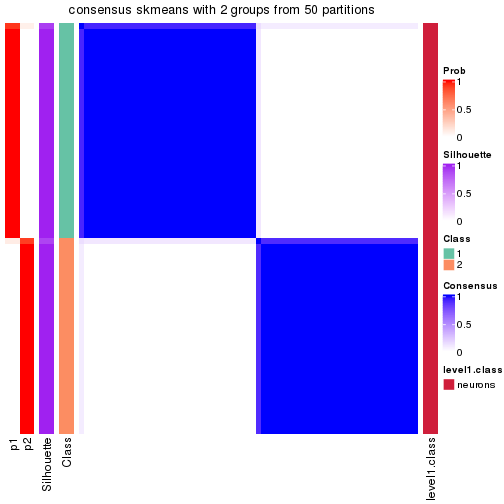 consensus skmeans with 2 groups from 50 partitions
p1
p2
Silhouette
Class
level1.class
Prob
1
0.5
0
Silhouette
1
0.5
0
Class
1
2
Consensus
1
0.5
0
level1.class
neurons